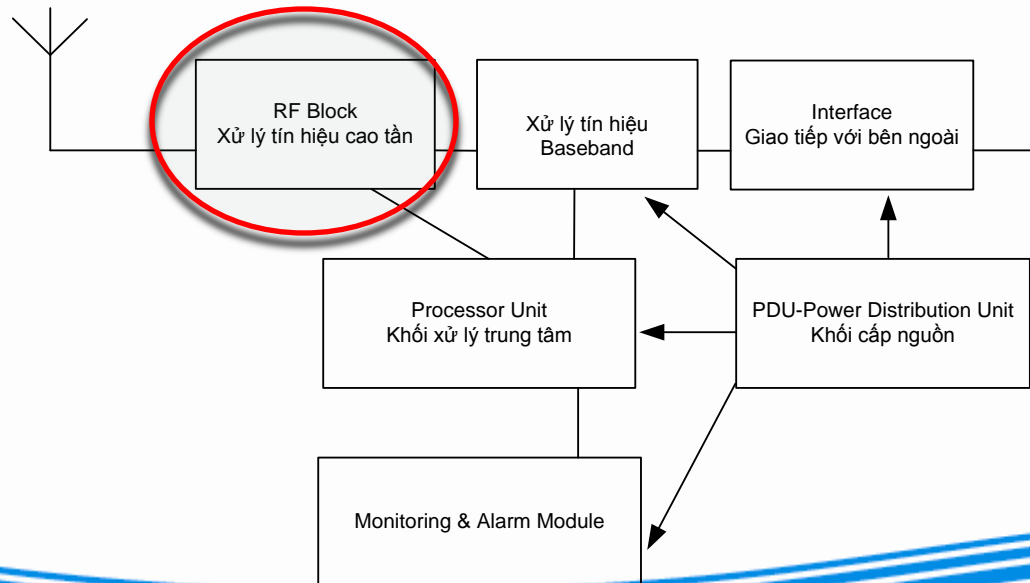 RF Block
Xử lý tín hiệu cao tần
Xử lý tín hiệu
Baseband
Interface
Giao tiếp với bên ngoài
Processor Unit
Khối xử lý trung tâm
PDU-Power Distribution Unit
Khối cấp nguồn
Monitoring & Alarm Module